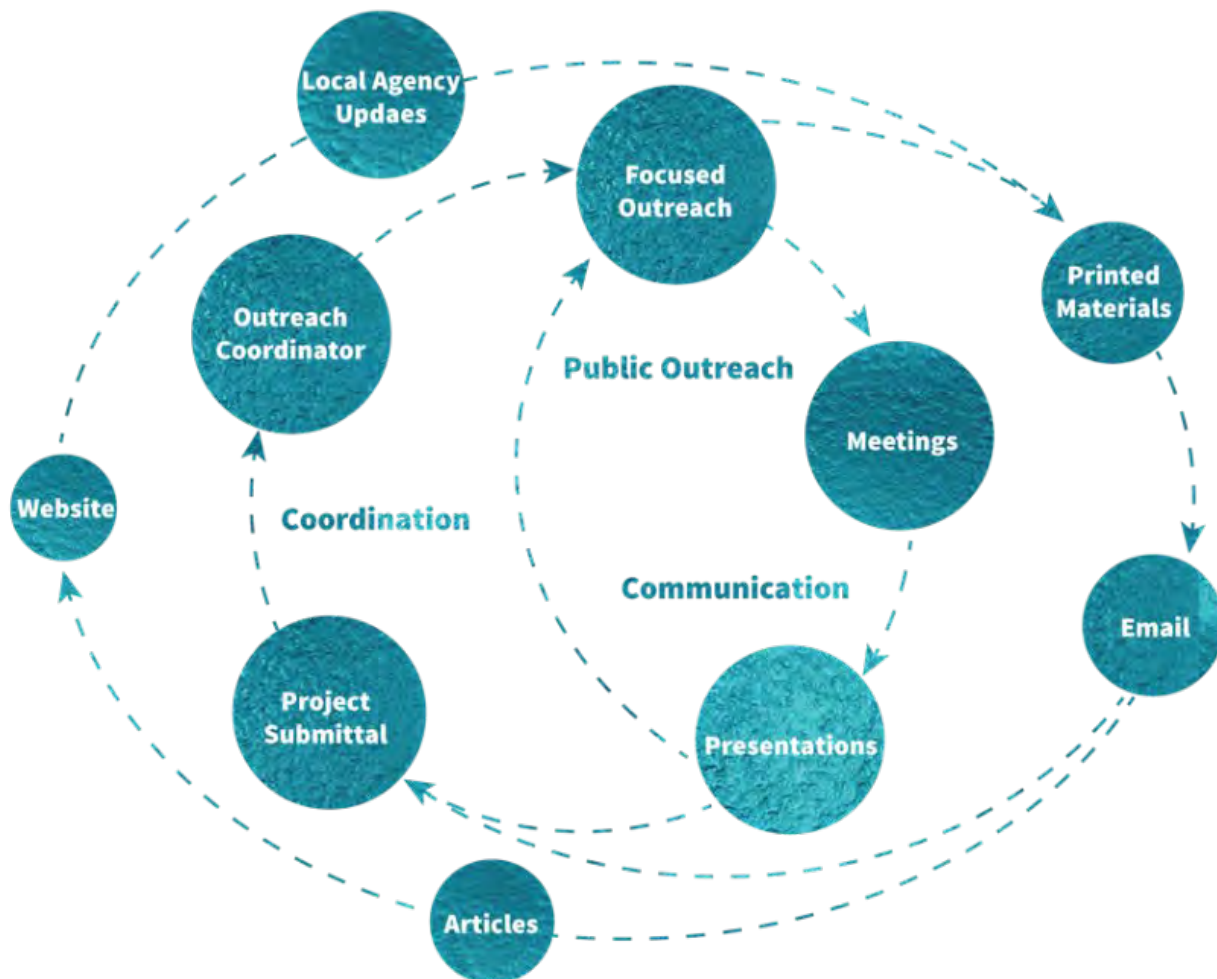 Local Agency
Updaes
Focused
Outreach
Printed
Materials
Outreach
Coordinator
Public Outreach
Meetings
Website
Coordination
Communication
Email
Project
Submittal
Presentations
Articles